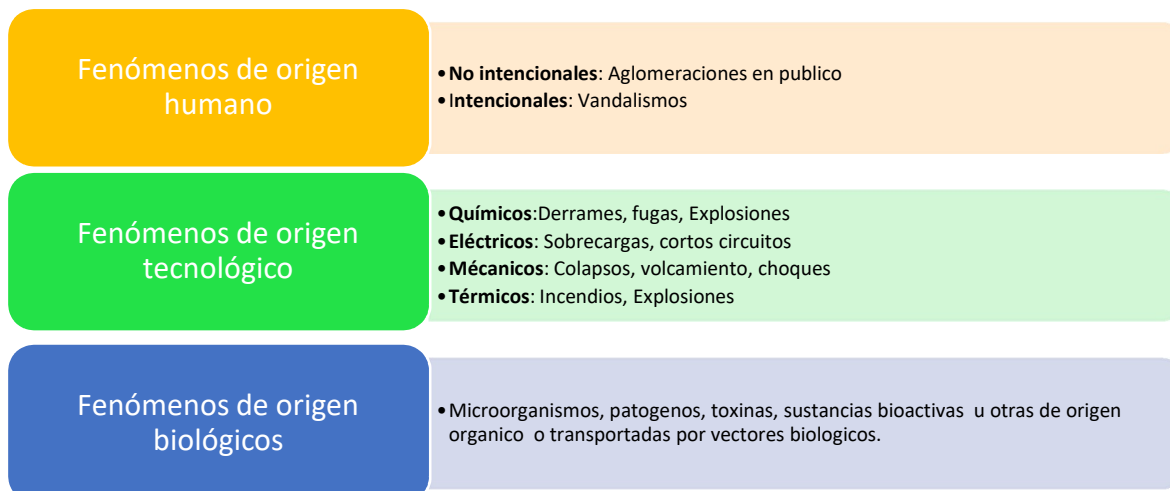 Fenómenos de origen
humano
•No intencionales: Aglomeraciones en publico
•Intencionales: Vandalismos
Fenómenos de origen
tecnológico
•Químicos:Derrames, fugas, Explosiones
•Eléctricos: Sobrecargas, cortos circuitos
•Mécanicos: Colapsos, volcamiento, choques
•Térmicos: Incendios, Explosiones
Fenómenos de origen
biológicos
•Microorganismos, patogenos, toxinas, sustancias bioactivas u otras de origen
organico o transportadas por vectores biologicos.